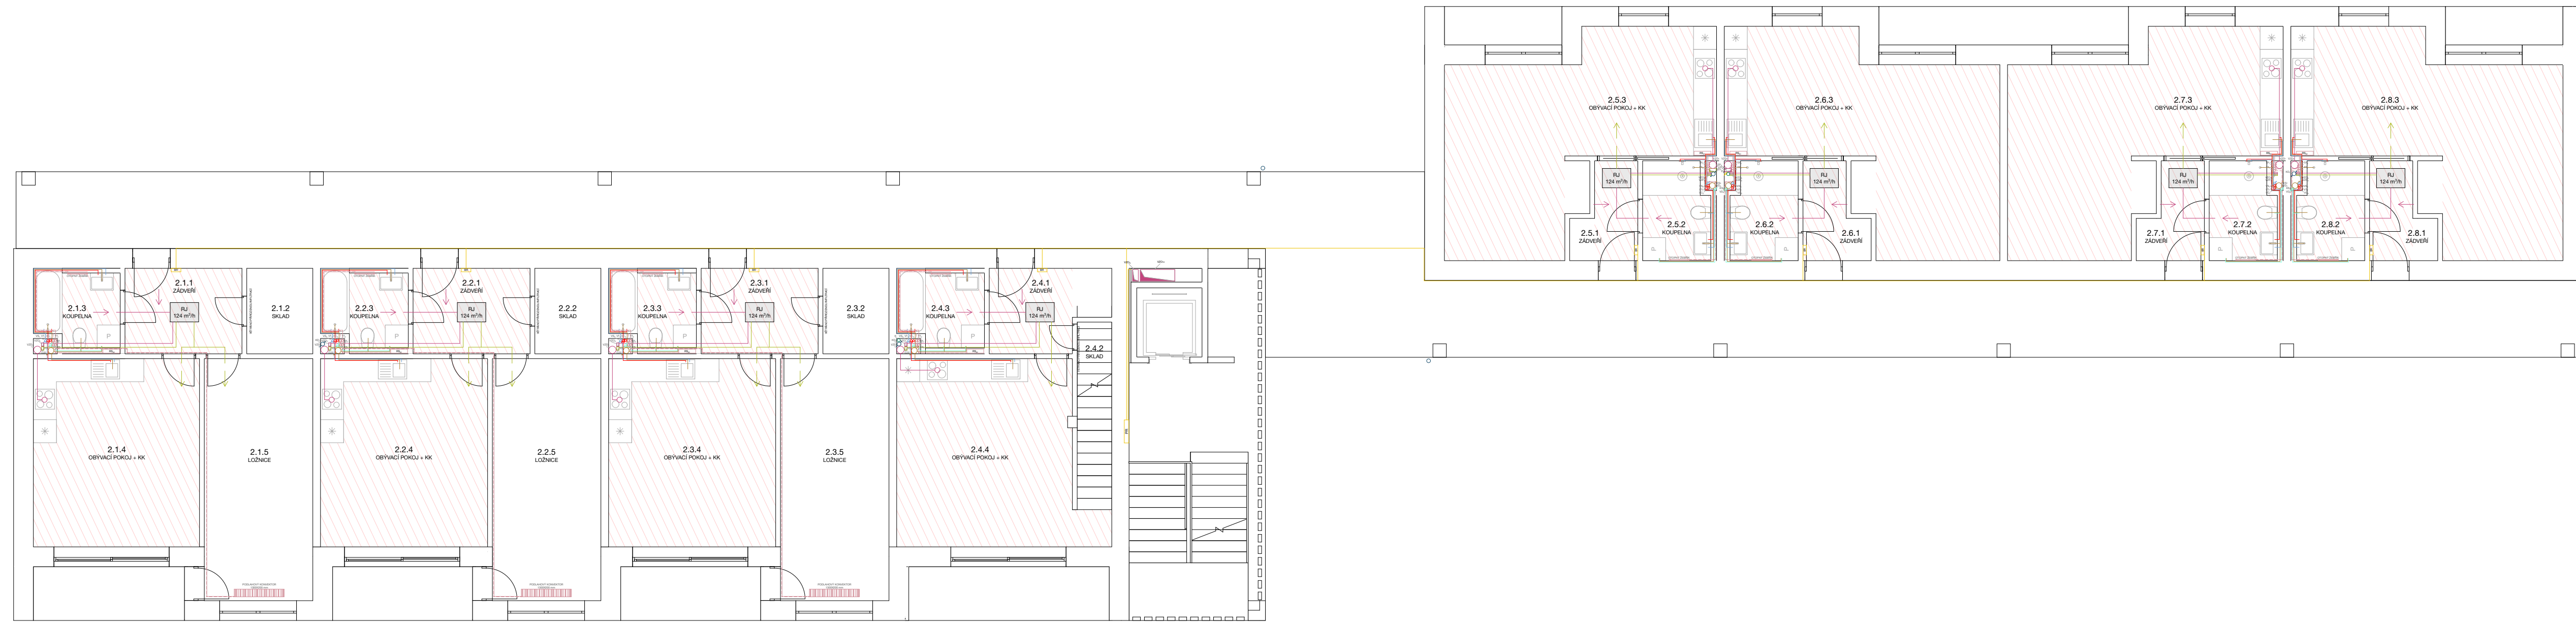 2.5.3
OBÝVACÍ POKOJ + KK
2.6.3
OBÝVACÍ POKOJ + KK
2.7.3
OBÝVACÍ POKOJ + KK
2.8.3
OBÝVACÍ POKOJ + KK
RJ
124 m³/h
RJ
124 m³/h
RJ
124 m³/h
RJ
124 m³/h
2.5.1
ZÁDVEŘÍ
2.5.2
KOUPELNA
2.6.2
KOUPELNA
2.6.1
ZÁDVEŘÍ
2.7.1
ZÁDVEŘÍ
2.7.2
KOUPELNA
2.8.2
KOUPELNA
2.8.1
ZÁDVEŘÍ
P
P
P
P
2.1.3
KOUPELNA
2.1.1
ZÁDVEŘÍ
RJ
124 m³/h
2.1.2
SKLAD
P
2.2.3
KOUPELNA
2.2.1
ZÁDVEŘÍ
RJ
124 m³/h
2.2.2
SKLAD
P
2.3.3
KOUPELNA
2.3.1
ZÁDVEŘÍ
RJ
124 m³/h
2.3.2
SKLAD
P
2.4.3
KOUPELNA
2.4.1
ZÁDVEŘÍ
RJ
124 m³/h
P
2.4.2
SKLAD
2.1.4
OBÝVACÍ POKOJ + KK
2.1.5
LOŽNICE
2.2.4
OBÝVACÍ POKOJ + KK
2.2.5
LOŽNICE
2.3.4
OBÝVACÍ POKOJ + KK
2.3.5
LOŽNICE
2.4.4
OBÝVACÍ POKOJ + KK
PODLAHOVÝ KONVEKTOR
PODLAHOVÝ KONVEKTOR
PODLAHOVÝ KONVEKTOR